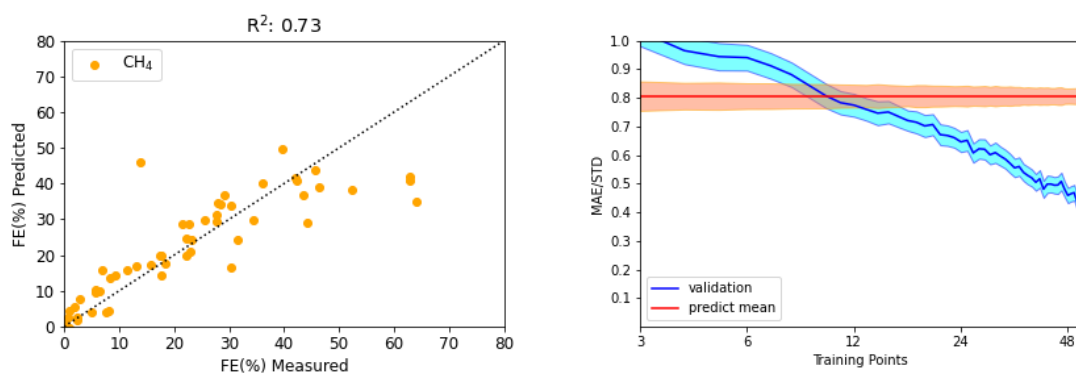 R²: 0.73
80
70
60
50
40
30
20
10
0
CH₄
FE(%) Predicted
0 10 20 30 40 50 60 70 80
FE(%) Measured
1.0
0.9
0.8
0.7
0.6
0.5
0.4
0.3
0.2
0.1
MAE/STD
validation
predict mean
3 6 12 24 48
Training Points